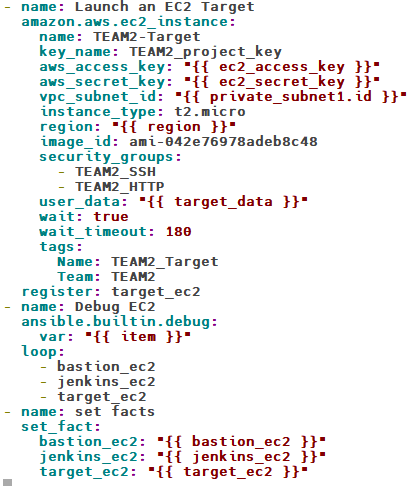 - name: Launch an EC2 Target
  amazon.aws.ec2_instance:
    name: TEAM2-Target
    key_name: TEAM2_project_key
    aws_access_key: "{{ ec2_access_key }}"
    aws_secret_key: "{{ ec2_secret_key }}"
    vpc_subnet_id: "{{ private_subnet1.id }}"
    instance_type: t2.micro
    region: "{{ region }}"
    image_id: ami-042e76978adeb8c48
    security_groups:
      - TEAM2_SSH
      - TEAM2_HTTP
    user_data: "{{ target_data }}"
    wait: true
    wait_timeout: 180
    tags:
      Name: TEAM2_Target
      Team: TEAM2
  register: target_ec2
- name: Debug EC2
  ansible.builtin.debug:
    var: "{{ item }}"
  loop:
    - bastion_ec2
    - jenkins_ec2
    - target_ec2
- name: set facts
  set_fact:
    bastion_ec2: "{{ bastion_ec2 }}"
    jenkins_ec2: "{{ jenkins_ec2 }}"
    target_ec2: "{{ target_ec2 }}"